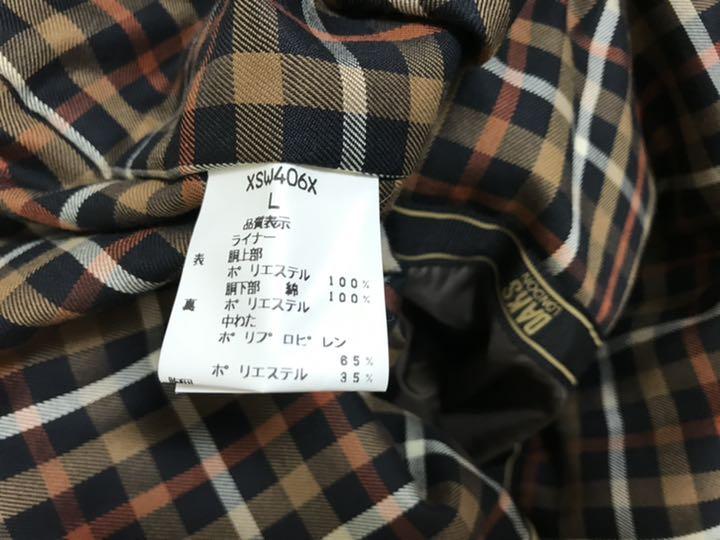 XSW406X
L
品質表示
ライナー
表 胴上部
ポリエステル 100%
胴下部 綿 100%
裏 ポリエステル
中わた
ポリプロピレン
65%
ポリエステル 35%
DAKS
LONDON